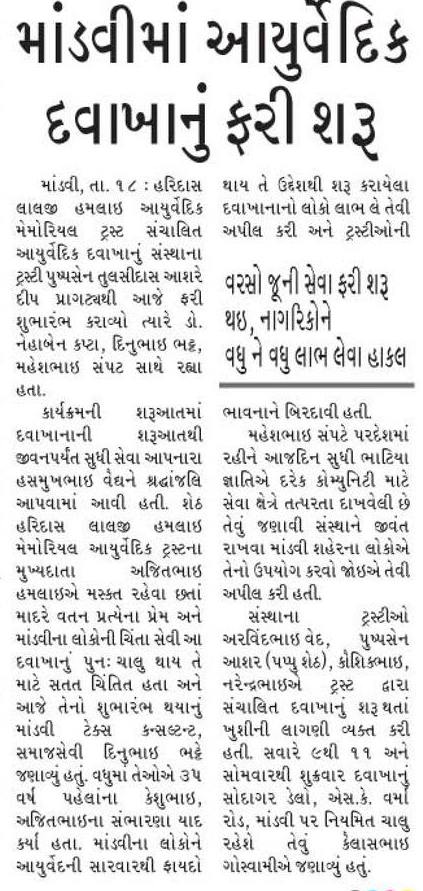 માંડવીમાં આયુર્વેદિક
દવાખાનું ફરી શરૂ
માંડવી, તા. ૧૮ : હરિદાસ
લાલજી હમલાઇ આયુર્વેદિક
મેમોરિયલ ટ્રસ્ટ સંચાલિત
આયુર્વેદિક દવાખાનું સંસ્થાના
ટ્રસ્ટી પુષ્પસેન તુલસીદાસ આશરે
દીપ પ્રાગટ્યથી આજે ફરી
શુભારંભ કરાવ્યો ત્યારે ડો.
નેહાબેન કષ્ટા, દિનુભાઇ ભટ્ટ,
મહેશભાઇ સંપટ સાથે રહ્યા
હતા.
કાર્યક્રમની શરૂઆતમાં
દવાખાનાની શરૂઆતથી
જીવનપર્યંત સુધી સેવા આપનારા
હસમુખભાઇ વૈદ્યને શ્રદ્ધાંજલિ
આપવામાં આવી હતી. શેઠ
હરિદાસ લાલજી હમલાઇ
મેમોરિયલ આયુર્વેદિક ટ્રસ્ટના
મુખ્યદાતા અજિતભાઇ
હમલાઇએ મસ્કત રહેવા છતાં
માદરે વતન પ્રત્યેના પ્રેમ અને
માંડવીના લોકોની ચિંતા સેવી આ
દવાખાનું પુનઃ ચાલુ થાય તે
માટે સતત ચિંતિત હતા અને
આજે તેનો શુભારંભ થયાનું
માંડવી ટેક્સ કન્સલ્ટન્ટ,
સમાજસેવી દિનુભાઇ ભટ્ટે
જણાવ્યું હતું. વધુમા તેઓએ ૩૫
વર્ષ પહેલાંના કેશુભાઇ,
અજિતભાઇના સંભારણા યાદ
કર્યા હતા. માંડવીના લોકોને
આયુર્વેદની સારવારથી ફાયદો
થાય તે ઉદ્દેશથી શરૂ કરાયેલા
દવાખાનાનો લોકો લાભ લે તેવી
અપીલ કરી અને ટ્રસ્ટીઓની
વરસો જૂની સેવા ફરી શરૂ
થઇ, નાગરિકોને
વધુ ને વધુ લાભ લેવા હાકલ
ભાવનાને બિરદાવી હતી.
મહેશભાઇ સંપટે પરદેશમાં
રહીને આજદિન સુધી ભાટિયા
જ્ઞાતિએ દરેક કોમ્યુનિટી માટે
સેવા ક્ષેત્રે તત્પરતા દાખવેલી છે
તેવું જણાવી સંસ્થાને જીવંત
રાખવા માંડવી શહેરના લોકોએ
તેનો ઉપયોગ કરવો જોઇએ તેવી
અપીલ કરી હતી.
સંસ્થાના ટ્રસ્ટીઓ
અરવિંદભાઇ વેદ, પુષ્પસેન
આશર (પપ્પુ શેઠ), કૌશિકભાઇ,
નરેન્દ્રભાઇએ ટ્રસ્ટ દ્વારા
સંચાલિત દવાખાનું શરૂ થતાં
ખુશીની લાગણી વ્યક્ત કરી
હતી. સવારે ૯થી ૧૧ અને
સોમવારથી શુક્રવાર દવાખાનું
સોદાગર ડેલો, એસ.કે. વર્મા
રોડ, માંડવી પર નિયમિત ચાલુ
રહેશે તેવું કૈલાસભાઇ
ગોસ્વામીએ જણાવ્યું હતું.